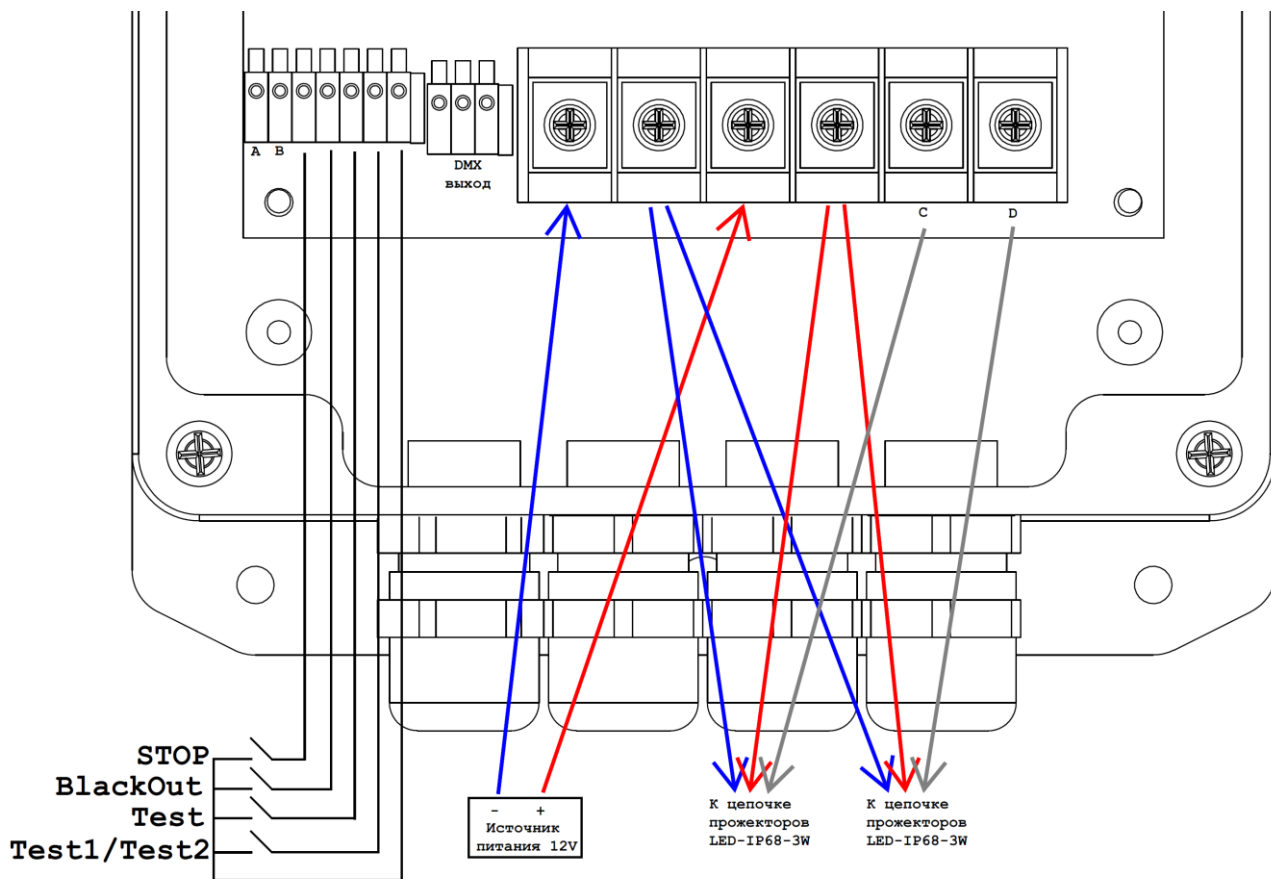 A B
DMX
выход
C
D
STOP
BlackOut
Test
Test1/Test2
- +
Источник
питания 12V
К цепочке
прожекторов
LED-IP68-3W
К цепочке
прожекторов
LED-IP68-3W